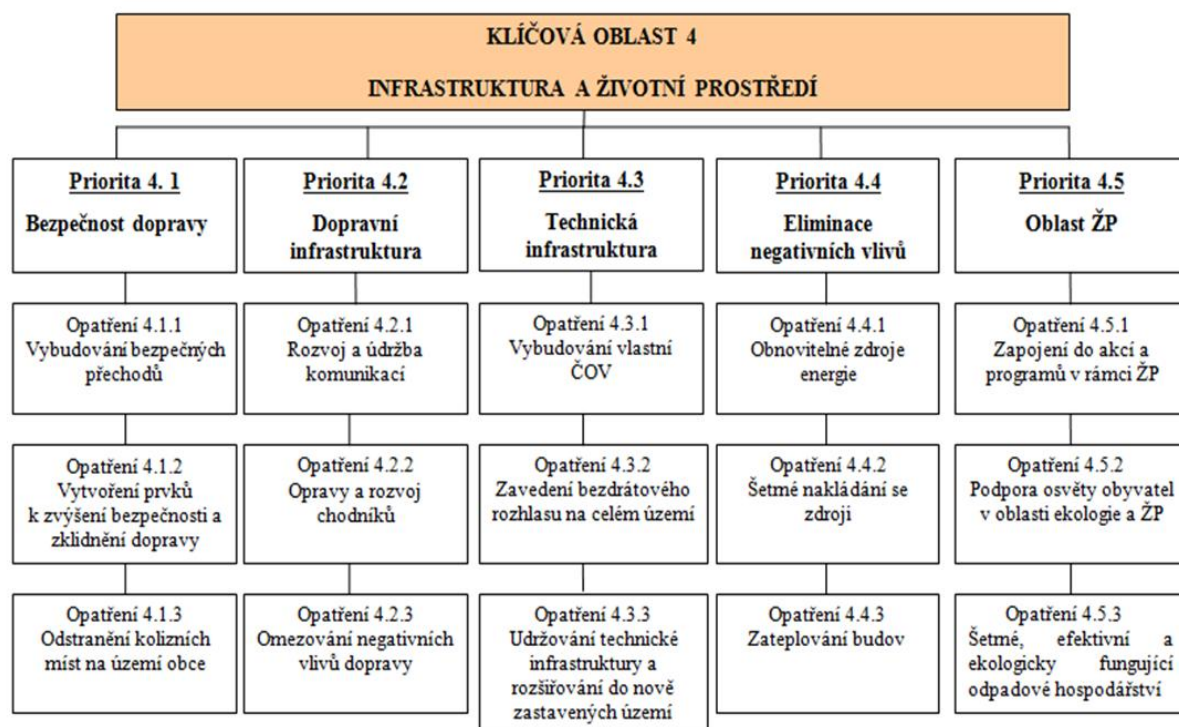 KLÍČOVÁ OBLAST 4
INFRASTRUKTURA A ŽIVOTNÍ PROSTŘEDÍ
Priorita 4. 1
Bezpečnost dopravy
Opatření 4.1.1
Vybudování bezpečných
přechodů
Opatření 4.1.2
Vytvoření prvků
k zvýšení bezpečnosti a
zklidnění dopravy
Opatření 4.1.3
Odstranění kolizních
míst na území obce
Priorita 4.2
Dopravní
infrastruktura
Opatření 4.2.1
Rozvoj a údržba
komunikací
Opatření 4.2.2
Opravy a rozvoj
chodníků
Opatření 4.2.3
Omezování negativních
vlivů dopravy
Priorita 4.3
Technická
infrastruktura
Opatření 4.3.1
Vybudování vlastní
ČOV
Opatření 4.3.2
Zavedení bezdrátového
rozhlasu na celém území
Opatření 4.3.3
Udržování technické
infrastruktury a
rozšiřování do nově
zastavených území
Priorita 4.4
Eliminace
negativních vlivů
Opatření 4.4.1
Obnovitelné zdroje
energie
Opatření 4.4.2
Šetrné nakládání se
zdroji
Opatření 4.4.3
Zateplování budov
Priorita 4.5
Oblast ŽP
Opatření 4.5.1
Zapojení do akcí a
programů v rámci ŽP
Opatření 4.5.2
Podpora osvěty obyvatel
v oblasti ekologie a ŽP
Opatření 4.5.3
Šetrné, efektivní a
ekologicky fungující
odpadové hospodářství